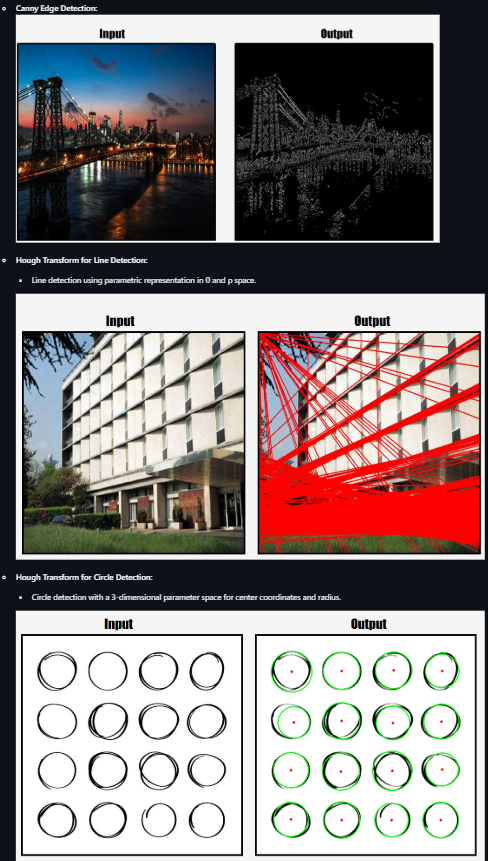 Canny Edge Detection:
Input Output
Hough Transform for Line Detection:
Line detection using parametric representation in θ and ρ space.
Input Output
Hough Transform for Circle Detection:
Circle detection with a 3-dimensional parameter space for center coordinates and radius.
Input Output